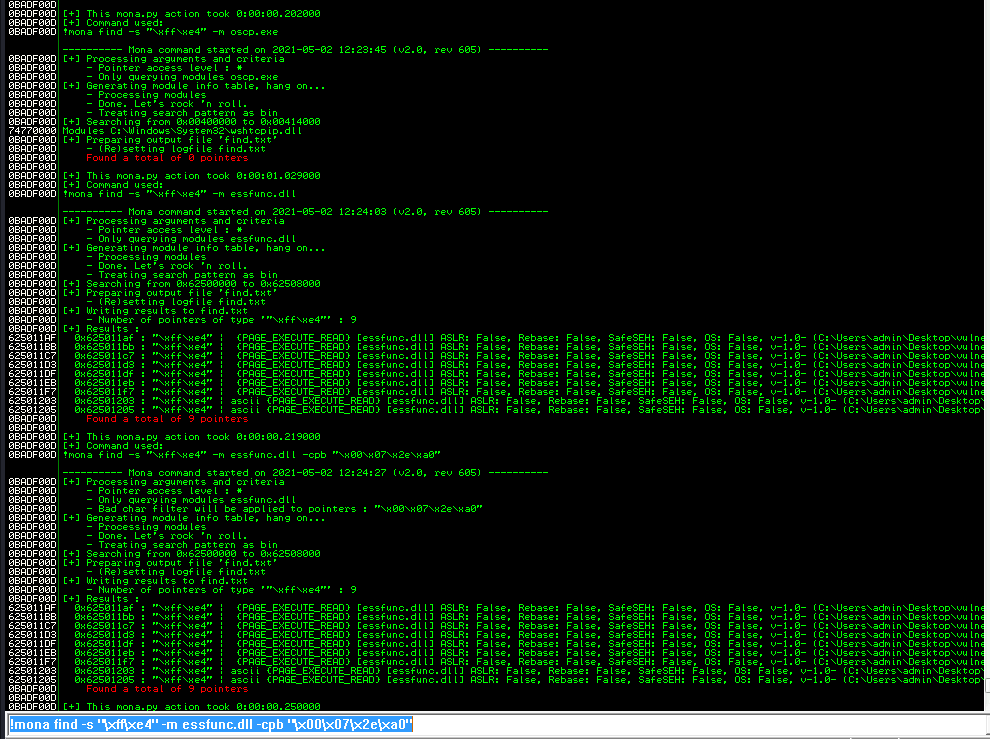 0BADF00D
0BADF00D [+] This mona.py action took 0:00:00.202000
0BADF00D [+] Command used:
0BADF00D !mona find -s "\xff\xe4" -m oscp.exe
---------- Mona command started on 2021-05-02 12:23:45 (v2.0, rev 605) ----------
0BADF00D [+] Processing arguments and criteria
0BADF00D - Pointer access level : *
0BADF00D - Only querying modules oscp.exe
0BADF00D [+] Generating module info table, hang on...
0BADF00D - Processing modules
0BADF00D - Done. Let's rock 'n roll.
0BADF00D - Treating search pattern as bin
0BADF00D [+] Searching from 0x00400000 to 0x00414000
74770000 Modules C:\Windows\System32\wshtcpip.dll
0BADF00D [+] Preparing output file 'find.txt'
0BADF00D - (Re)setting logfile find.txt
0BADF00D Found a total of 0 pointers
0BADF00D
0BADF00D [+] This mona.py action took 0:00:01.029000
0BADF00D [+] Command used:
0BADF00D !mona find -s "\xff\xe4" -m essfunc.dll
---------- Mona command started on 2021-05-02 12:24:03 (v2.0, rev 605) ----------
0BADF00D [+] Processing arguments and criteria
0BADF00D - Pointer access level : *
0BADF00D - Only querying modules essfunc.dll
0BADF00D [+] Generating module info table, hang on...
0BADF00D - Processing modules
0BADF00D - Done. Let's rock 'n roll.
0BADF00D - Treating search pattern as bin
0BADF00D [+] Searching from 0x62500000 to 0x62508000
0BADF00D [+] Preparing output file 'find.txt'
0BADF00D - (Re)setting logfile find.txt
0BADF00D [+] Writing results to find.txt
0BADF00D - Number of pointers of type '"\xff\xe4"' : 9
0BADF00D [+] Results :
625011AF 0x625011af : "\xff\xe4" | {PAGE_EXECUTE_READ} [essfunc.dll] ASLR: False, Rebase: False, SafeSEH: False, OS: False, v-1.0- (C:\Users\admin\Desktop\vulne
625011BB 0x625011bb : "\xff\xe4" | {PAGE_EXECUTE_READ} [essfunc.dll] ASLR: False, Rebase: False, SafeSEH: False, OS: False, v-1.0- (C:\Users\admin\Desktop\vulne
625011C7 0x625011c7 : "\xff\xe4" | {PAGE_EXECUTE_READ} [essfunc.dll] ASLR: False, Rebase: False, SafeSEH: False, OS: False, v-1.0- (C:\Users\admin\Desktop\vulne
625011D3 0x625011d3 : "\xff\xe4" | {PAGE_EXECUTE_READ} [essfunc.dll] ASLR: False, Rebase: False, SafeSEH: False, OS: False, v-1.0- (C:\Users\admin\Desktop\vulne
625011DF 0x625011df : "\xff\xe4" | {PAGE_EXECUTE_READ} [essfunc.dll] ASLR: False, Rebase: False, SafeSEH: False, OS: False, v-1.0- (C:\Users\admin\Desktop\vulne
625011EB 0x625011eb : "\xff\xe4" | {PAGE_EXECUTE_READ} [essfunc.dll] ASLR: False, Rebase: False, SafeSEH: False, OS: False, v-1.0- (C:\Users\admin\Desktop\vulne
625011F7 0x625011f7 : "\xff\xe4" | {PAGE_EXECUTE_READ} [essfunc.dll] ASLR: False, Rebase: False, SafeSEH: False, OS: False, v-1.0- (C:\Users\admin\Desktop\vulne
62501203 0x62501203 : "\xff\xe4" | ascii {PAGE_EXECUTE_READ} [essfunc.dll] ASLR: False, Rebase: False, SafeSEH: False, OS: False, v-1.0- (C:\Users\admin\Desktop
62501205 0x62501205 : "\xff\xe4" | ascii {PAGE_EXECUTE_READ} [essfunc.dll] ASLR: False, Rebase: False, SafeSEH: False, OS: False, v-1.0- (C:\Users\admin\Desktop
0BADF00D Found a total of 9 pointers
0BADF00D
0BADF00D [+] This mona.py action took 0:00:00.219000
0BADF00D [+] Command used:
0BADF00D !mona find -s "\xff\xe4" -m essfunc.dll -cpb "\x00\x07\x2e\xa0"
---------- Mona command started on 2021-05-02 12:24:27 (v2.0, rev 605) ----------
0BADF00D [+] Processing arguments and criteria
0BADF00D - Pointer access level : *
0BADF00D - Only querying modules essfunc.dll
0BADF00D - Bad char filter will be applied to pointers : "\x00\x07\x2e\xa0"
0BADF00D [+] Generating module info table, hang on...
0BADF00D - Processing modules
0BADF00D - Done. Let's rock 'n roll.
0BADF00D - Treating search pattern as bin
0BADF00D [+] Searching from 0x62500000 to 0x62508000
0BADF00D [+] Preparing output file 'find.txt'
0BADF00D - (Re)setting logfile find.txt
0BADF00D [+] Writing results to find.txt
0BADF00D - Number of pointers of type '"\xff\xe4"' : 9
0BADF00D [+] Results :
625011AF 0x625011af : "\xff\xe4" | {PAGE_EXECUTE_READ} [essfunc.dll] ASLR: False, Rebase: False, SafeSEH: False, OS: False, v-1.0- (C:\Users\admin\Desktop\vulne
625011BB 0x625011bb : "\xff\xe4" | {PAGE_EXECUTE_READ} [essfunc.dll] ASLR: False, Rebase: False, SafeSEH: False, OS: False, v-1.0- (C:\Users\admin\Desktop\vulne
625011C7 0x625011c7 : "\xff\xe4" | {PAGE_EXECUTE_READ} [essfunc.dll] ASLR: False, Rebase: False, SafeSEH: False, OS: False, v-1.0- (C:\Users\admin\Desktop\vulne
625011D3 0x625011d3 : "\xff\xe4" | {PAGE_EXECUTE_READ} [essfunc.dll] ASLR: False, Rebase: False, SafeSEH: False, OS: False, v-1.0- (C:\Users\admin\Desktop\vulne
625011DF 0x625011df : "\xff\xe4" | {PAGE_EXECUTE_READ} [essfunc.dll] ASLR: False, Rebase: False, SafeSEH: False, OS: False, v-1.0- (C:\Users\admin\Desktop\vulne
625011EB 0x625011eb : "\xff\xe4" | {PAGE_EXECUTE_READ} [essfunc.dll] ASLR: False, Rebase: False, SafeSEH: False, OS: False, v-1.0- (C:\Users\admin\Desktop\vulne
625011F7 0x625011f7 : "\xff\xe4" | {PAGE_EXECUTE_READ} [essfunc.dll] ASLR: False, Rebase: False, SafeSEH: False, OS: False, v-1.0- (C:\Users\admin\Desktop\vulne
62501203 0x62501203 : "\xff\xe4" | ascii {PAGE_EXECUTE_READ} [essfunc.dll] ASLR: False, Rebase: False, SafeSEH: False, OS: False, v-1.0- (C:\Users\admin\Desktop
62501205 0x62501205 : "\xff\xe4" | ascii {PAGE_EXECUTE_READ} [essfunc.dll] ASLR: False, Rebase: False, SafeSEH: False, OS: False, v-1.0- (C:\Users\admin\Desktop
0BADF00D Found a total of 9 pointers
0BADF00D
0BADF00D [+] This mona.py action took 0:00:00.250000
!mona find -s "\xff\xe4" -m essfunc.dll -cpb "\x00\x07\x2e\xa0"